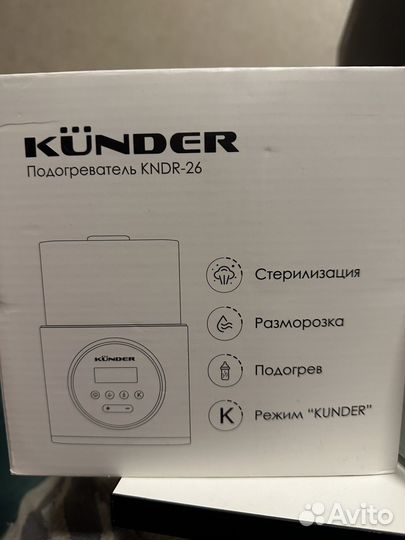 KÜNDER
Подогреватель KNDR-26
KÜNDER
K
Стерилизация
Разморозка
Подогрев
K Режим "KUNDER"
Avito